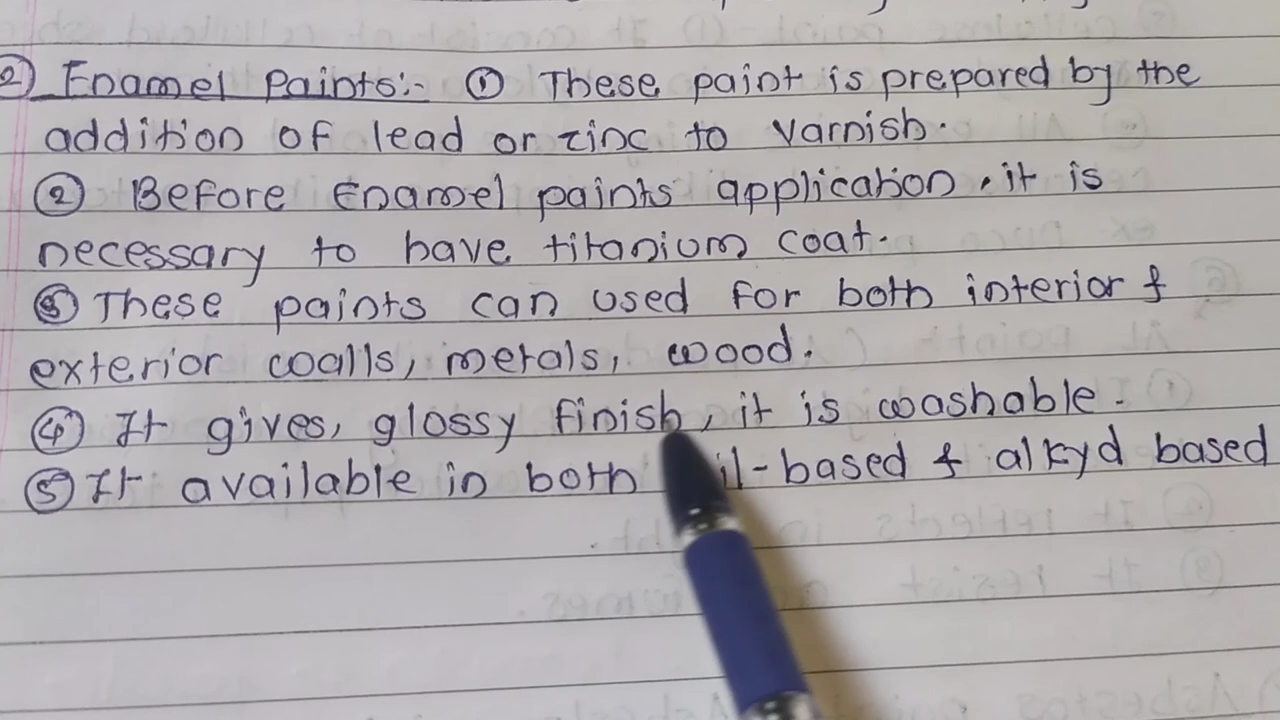 ② Enamel Paints:- ① These paint is prepared by the
addition of lead or zinc to varnish.
② Before Enamel paints application, it is
necessary to have titanium coat.
③ These paints can used for both interior &
exterior walls, metals, wood.
④ It gives, glossy finish, it is washable.
⑤ It available in both il-based & alkyd based